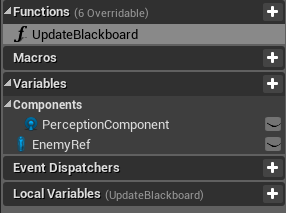 Functions (6 Overridable)
UpdateBlackboard
Macros
Variables
Components
PerceptionComponent
EnemyRef
Event Dispatchers
Local Variables (UpdateBlackboard)